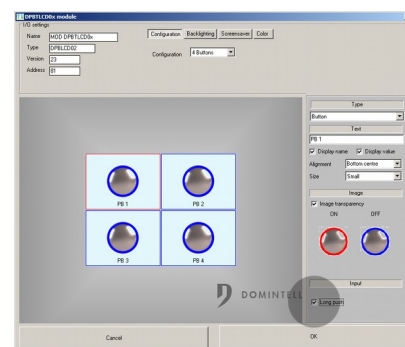 DPBTLCD0x module
I/O settings
Name MOD DPBTLCD0x
Type DPBLCD02
Version 23
Address 81
Configuration Backlighting Screensaver Color
Configuration 4 Buttons
Type
Button
Text
PB 1
Display name Display value
Alignment Bottom centre
Size Small
Image
Image transparency
ON OFF
PB 1 PB 2
PB 3 PB 4
DOMINTELL
Input
Long push
Cancel OK